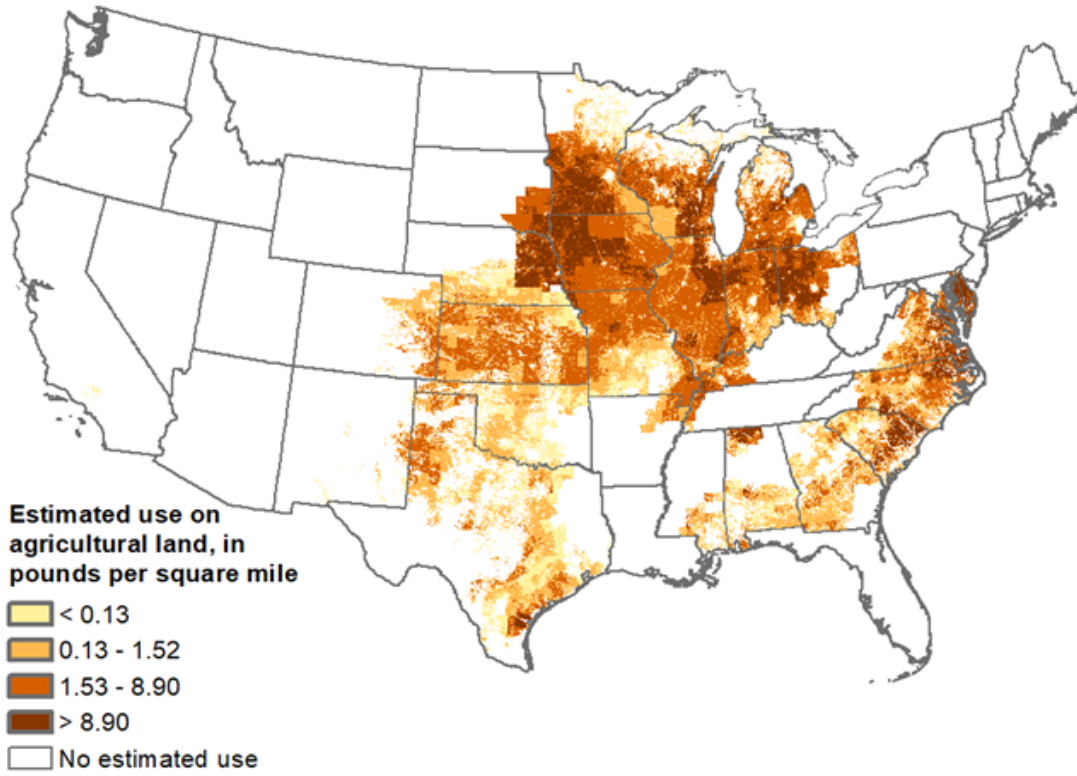 Estimated use on
agricultural land, in
pounds per square mile
< 0.13
0.13 - 1.52
1.53 - 8.90
> 8.90
No estimated use